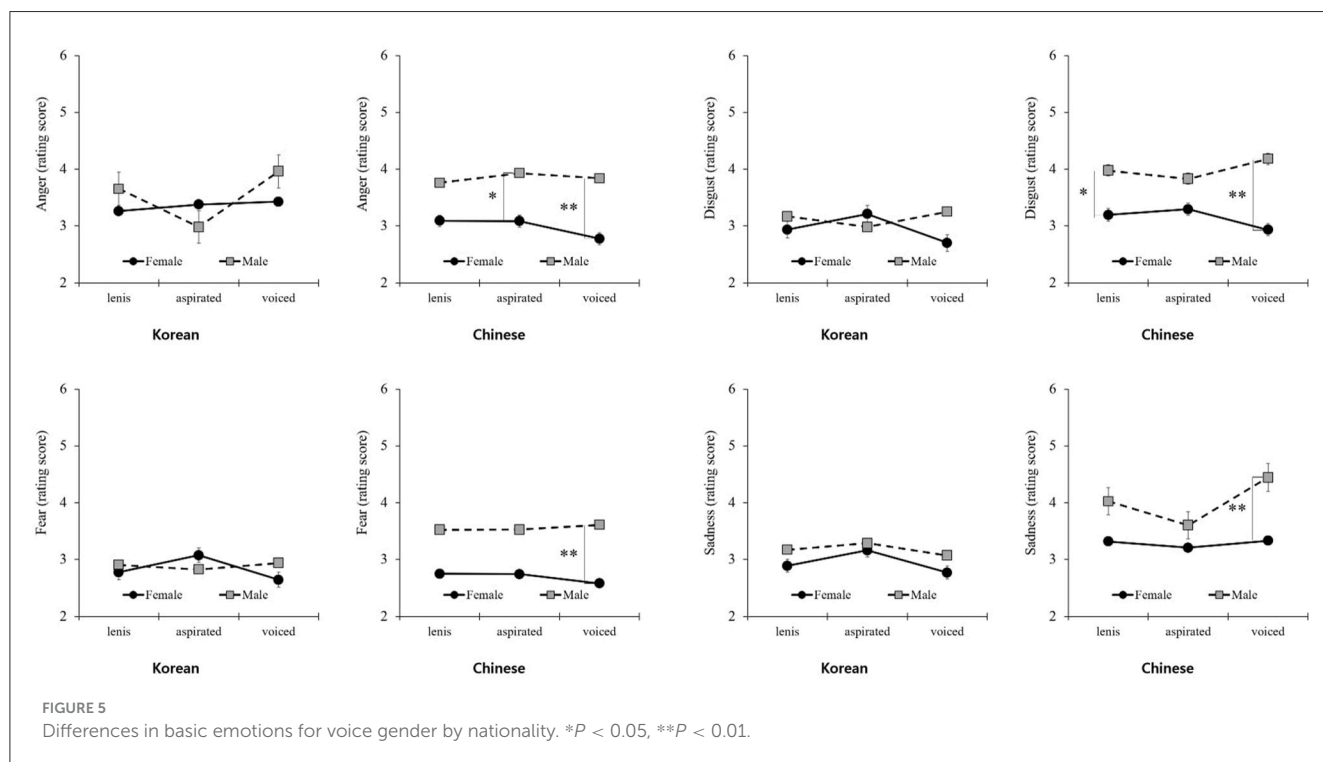 6
5
4
3
2
Anger (rating score)
*
**
Female Male
lenis aspirated voiced
Korean
6
5
4
3
2
Anger (rating score)
Female Male
lenis aspirated voiced
Chinese
6
5
4
3
2
Disgust (rating score)
Female Male
lenis aspirated voiced
Korean
6
5
4
3
2
Disgust (rating score)
*
**
Female Male
lenis aspirated voiced
Chinese
6
5
4
3
2
Fear (rating score)
Female Male
lenis aspirated voiced
Korean
6
5
4
3
2
Fear (rating score)
**
Female Male
lenis aspirated voiced
Chinese
6
5
4
3
2
Sadness (rating score)
Female Male
lenis aspirated voiced
Korean
6
5
4
3
2
Sadness (rating score)
**
Female Male
lenis aspirated voiced
Chinese
FIGURE 5
Differences in basic emotions for voice gender by nationality. *P < 0.05, **P < 0.01.